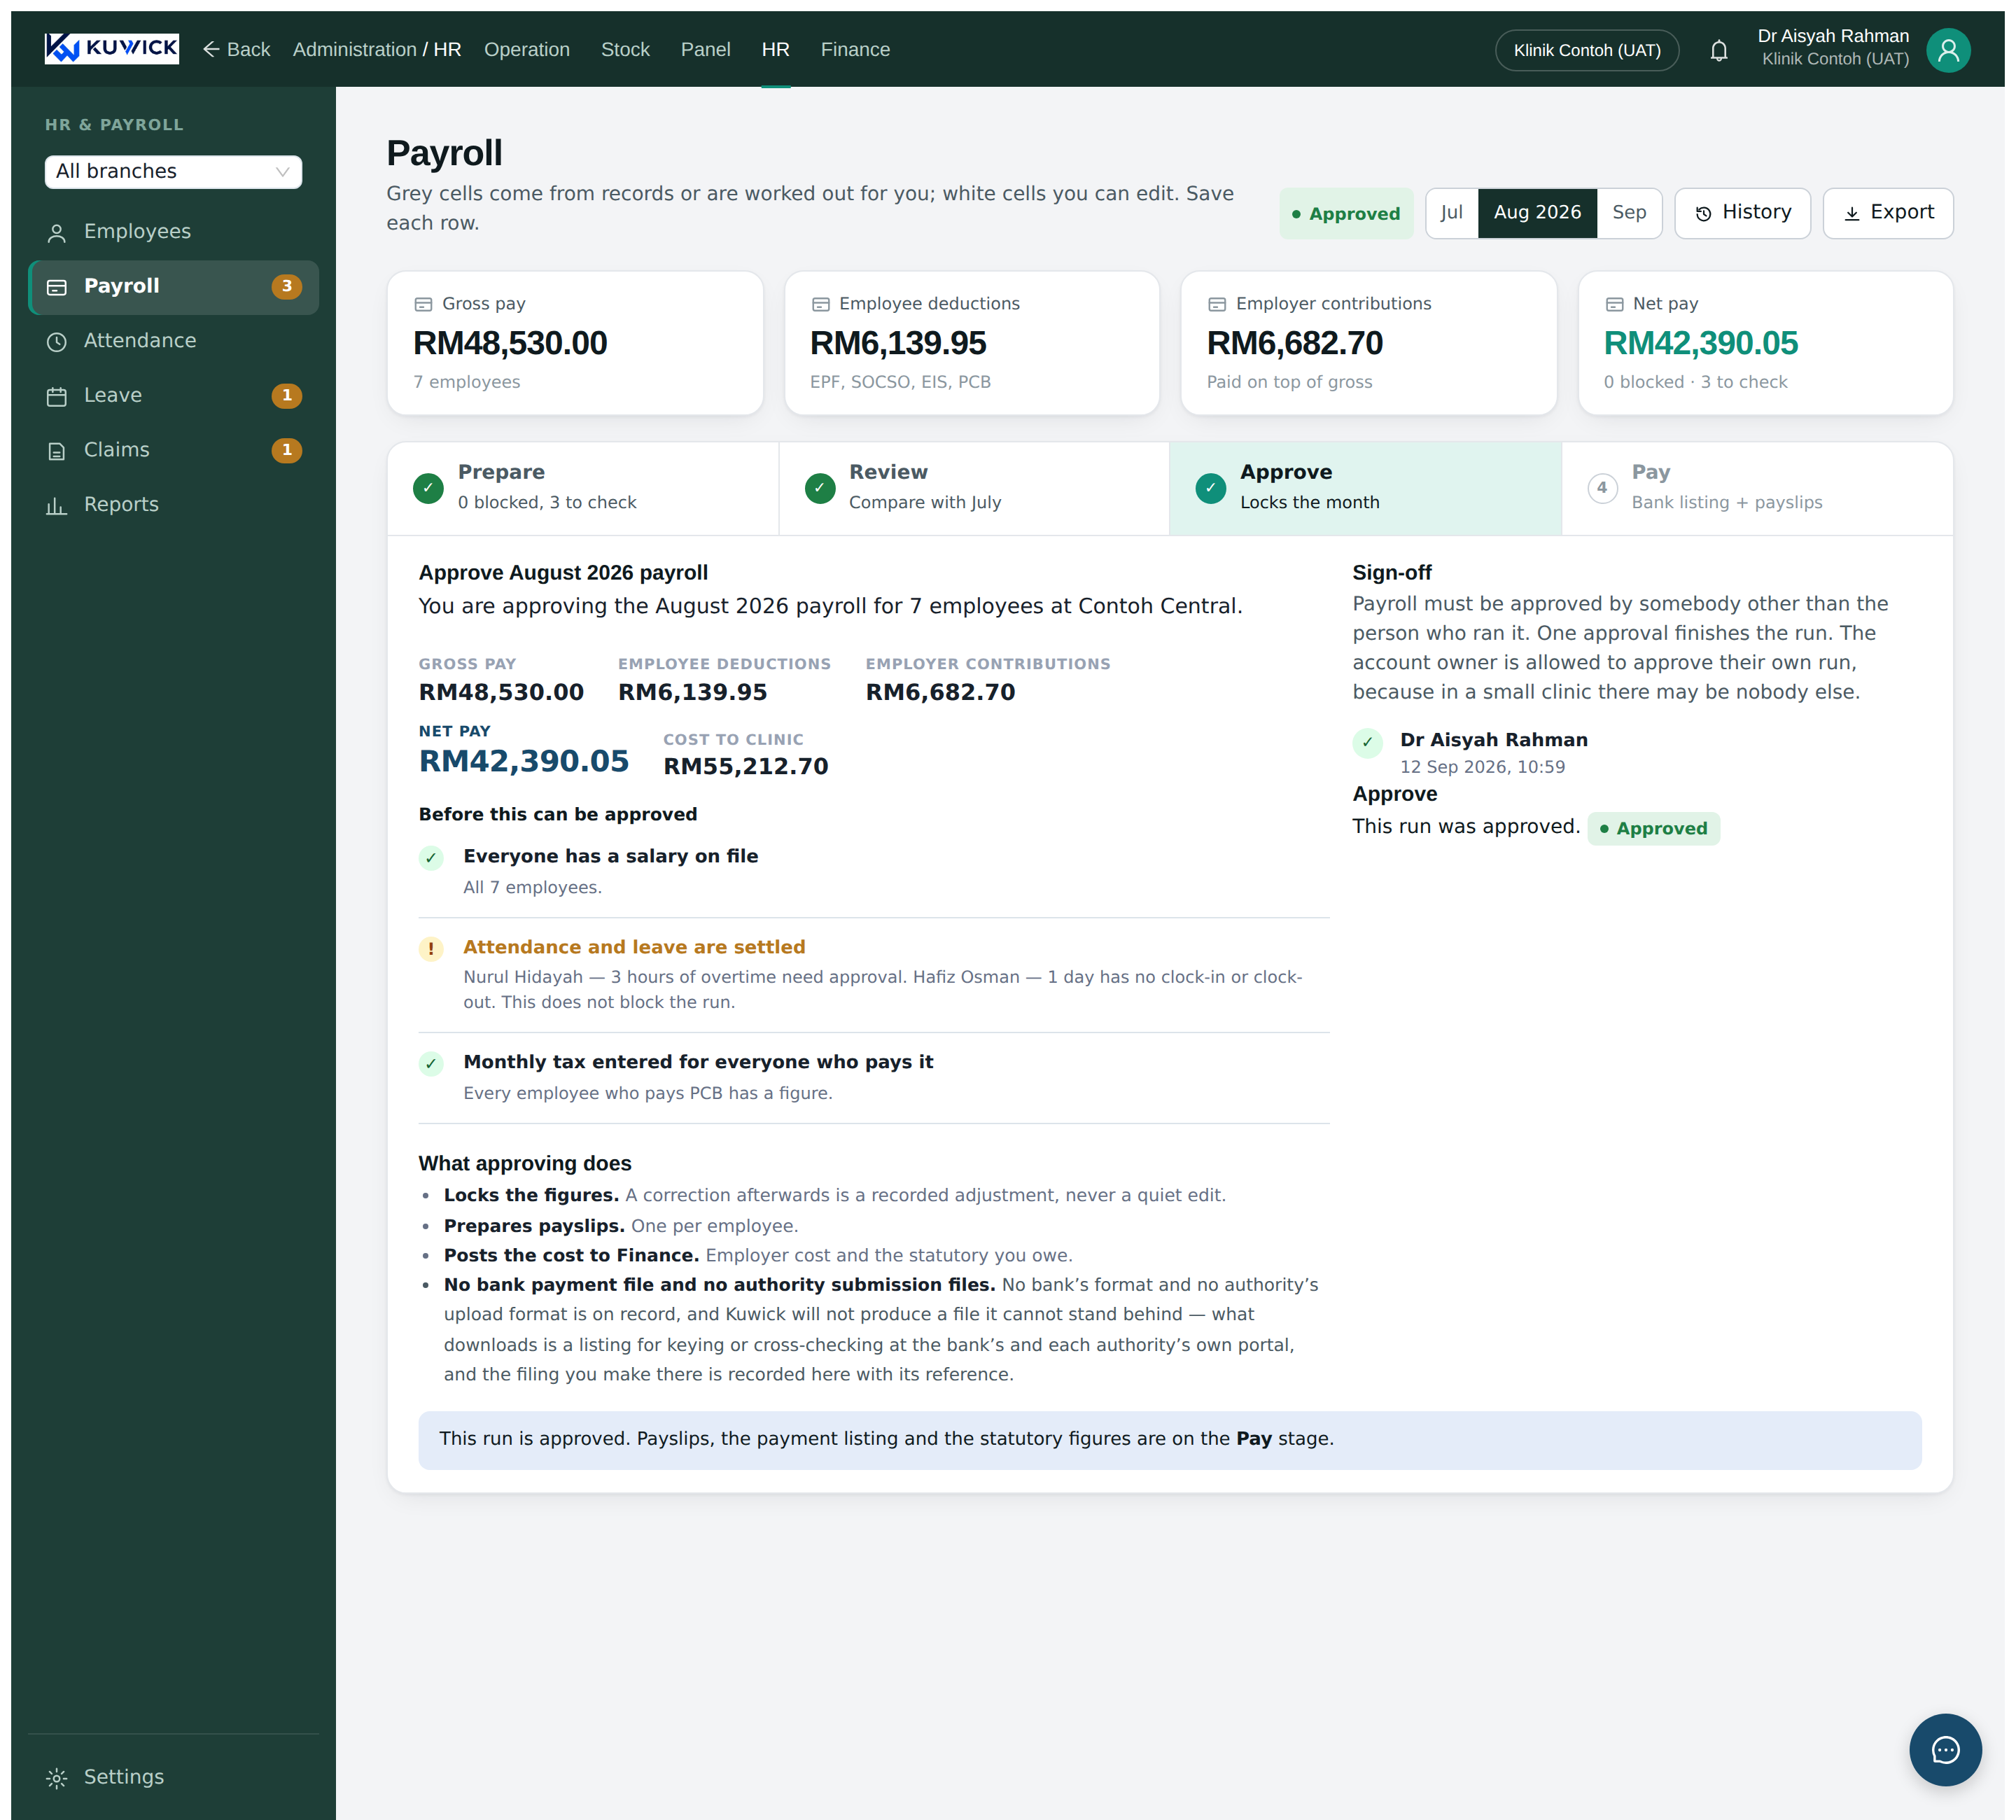 KUWICK
Back
Administration / HR
Operation
Stock
Panel
HR
Finance
Klinik Contoh (UAT)
Dr Aisyah Rahman
Klinik Contoh (UAT)
HR & PAYROLL
All branches
Employees
Payroll 3
Attendance
Leave 1
Claims 1
Reports
Settings
Payroll
Grey cells come from records or are worked out for you; white cells you can edit. Save
each row.
Approved
Jul
Aug 2026
Sep
History
Export
Gross pay
RM48,530.00
7 employees
Employee deductions
RM6,139.95
EPF, SOCSO, EIS, PCB
Employer contributions
RM6,682.70
Paid on top of gross
Net pay
RM42,390.05
0 blocked · 3 to check
✓ Prepare
0 blocked, 3 to check
✓ Review
Compare with July
✓ Approve
Locks the month
4 Pay
Bank listing + payslips
Approve August 2026 payroll
You are approving the August 2026 payroll for 7 employees at Contoh Central.
GROSS PAY
RM48,530.00
EMPLOYEE DEDUCTIONS
RM6,139.95
EMPLOYER CONTRIBUTIONS
RM6,682.70
NET PAY
RM42,390.05
COST TO CLINIC
RM55,212.70
Before this can be approved
✓ Everyone has a salary on file
All 7 employees.
! Attendance and leave are settled
Nurul Hidayah — 3 hours of overtime need approval. Hafiz Osman — 1 day has no clock-in or clock-
out. This does not block the run.
✓ Monthly tax entered for everyone who pays it
Every employee who pays PCB has a figure.
What approving does
• Locks the figures. A correction afterwards is a recorded adjustment, never a quiet edit.
• Prepares payslips. One per employee.
• Posts the cost to Finance. Employer cost and the statutory you owe.
• No bank payment file and no authority submission files. No bank’s format and no authority’s
upload format is on record, and Kuwick will not produce a file it cannot stand behind — what
downloads is a listing for keying or cross-checking at the bank’s and each authority’s own portal,
and the filing you make there is recorded here with its reference.
Sign-off
Payroll must be approved by somebody other than the
person who ran it. One approval finishes the run. The
account owner is allowed to approve their own run,
because in a small clinic there may be nobody else.
✓ Dr Aisyah Rahman
12 Sep 2026, 10:59
Approve
This run was approved. Approved
This run is approved. Payslips, the payment listing and the statutory figures are on the Pay stage.